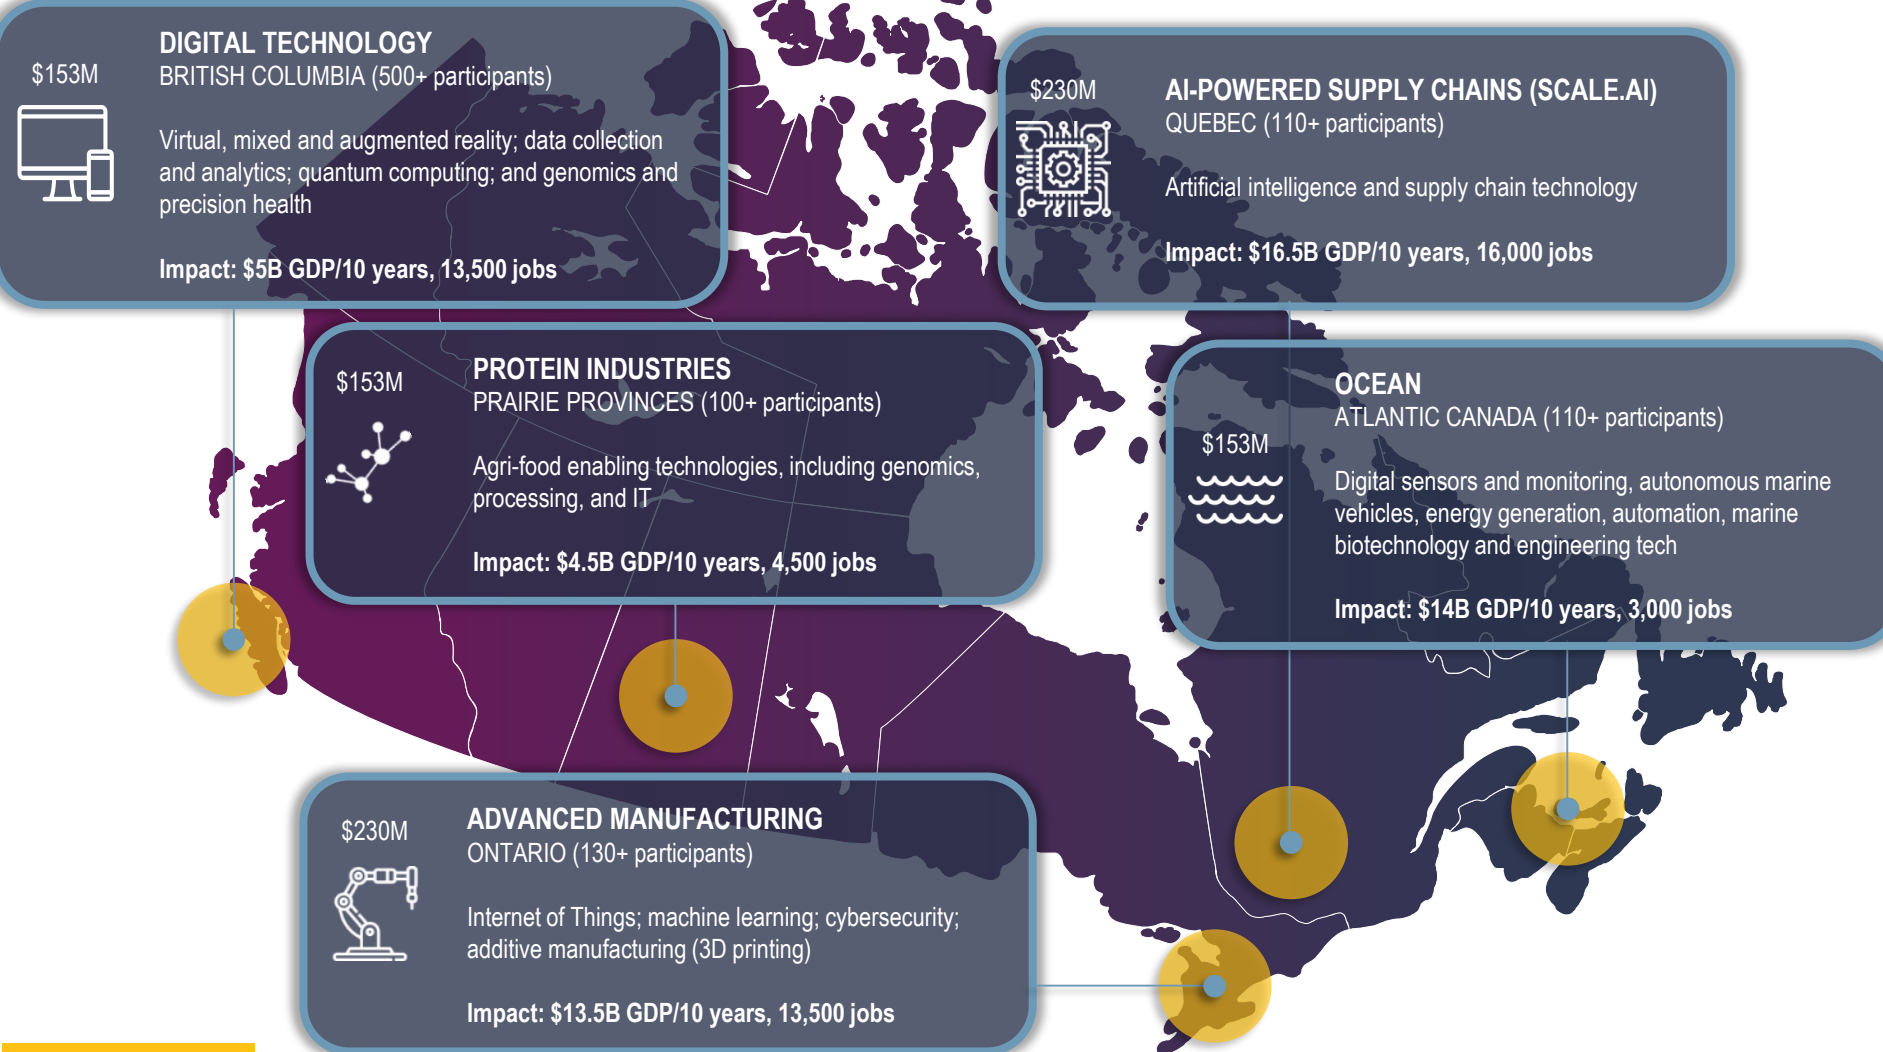 $153M
DIGITAL TECHNOLOGY
BRITISH COLUMBIA (500+ participants)
Virtual, mixed and augmented reality; data collection
and analytics; quantum computing; and genomics and
precision health
Impact: $5B GDP/10 years, 13,500 jobs
$230M
AI-POWERED SUPPLY CHAINS (SCALE.AI)
QUEBEC (110+ participants)
Artificial intelligence and supply chain technology
Impact: $16.5B GDP/10 years, 16,000 jobs
$153M
PROTEIN INDUSTRIES
PRAIRIE PROVINCES (100+ participants)
Agri-food enabling technologies, including genomics,
processing, and IT
Impact: $4.5B GDP/10 years, 4,500 jobs
$153M
OCEAN
ATLANTIC CANADA (110+ participants)
Digital sensors and monitoring, autonomous marine
vehicles, energy generation, automation, marine
biotechnology and engineering tech
Impact: $14B GDP/10 years, 3,000 jobs
$230M
ADVANCED MANUFACTURING
ONTARIO (130+ participants)
Internet of Things; machine learning; cybersecurity;
additive manufacturing (3D printing)
Impact: $13.5B GDP/10 years, 13,500 jobs